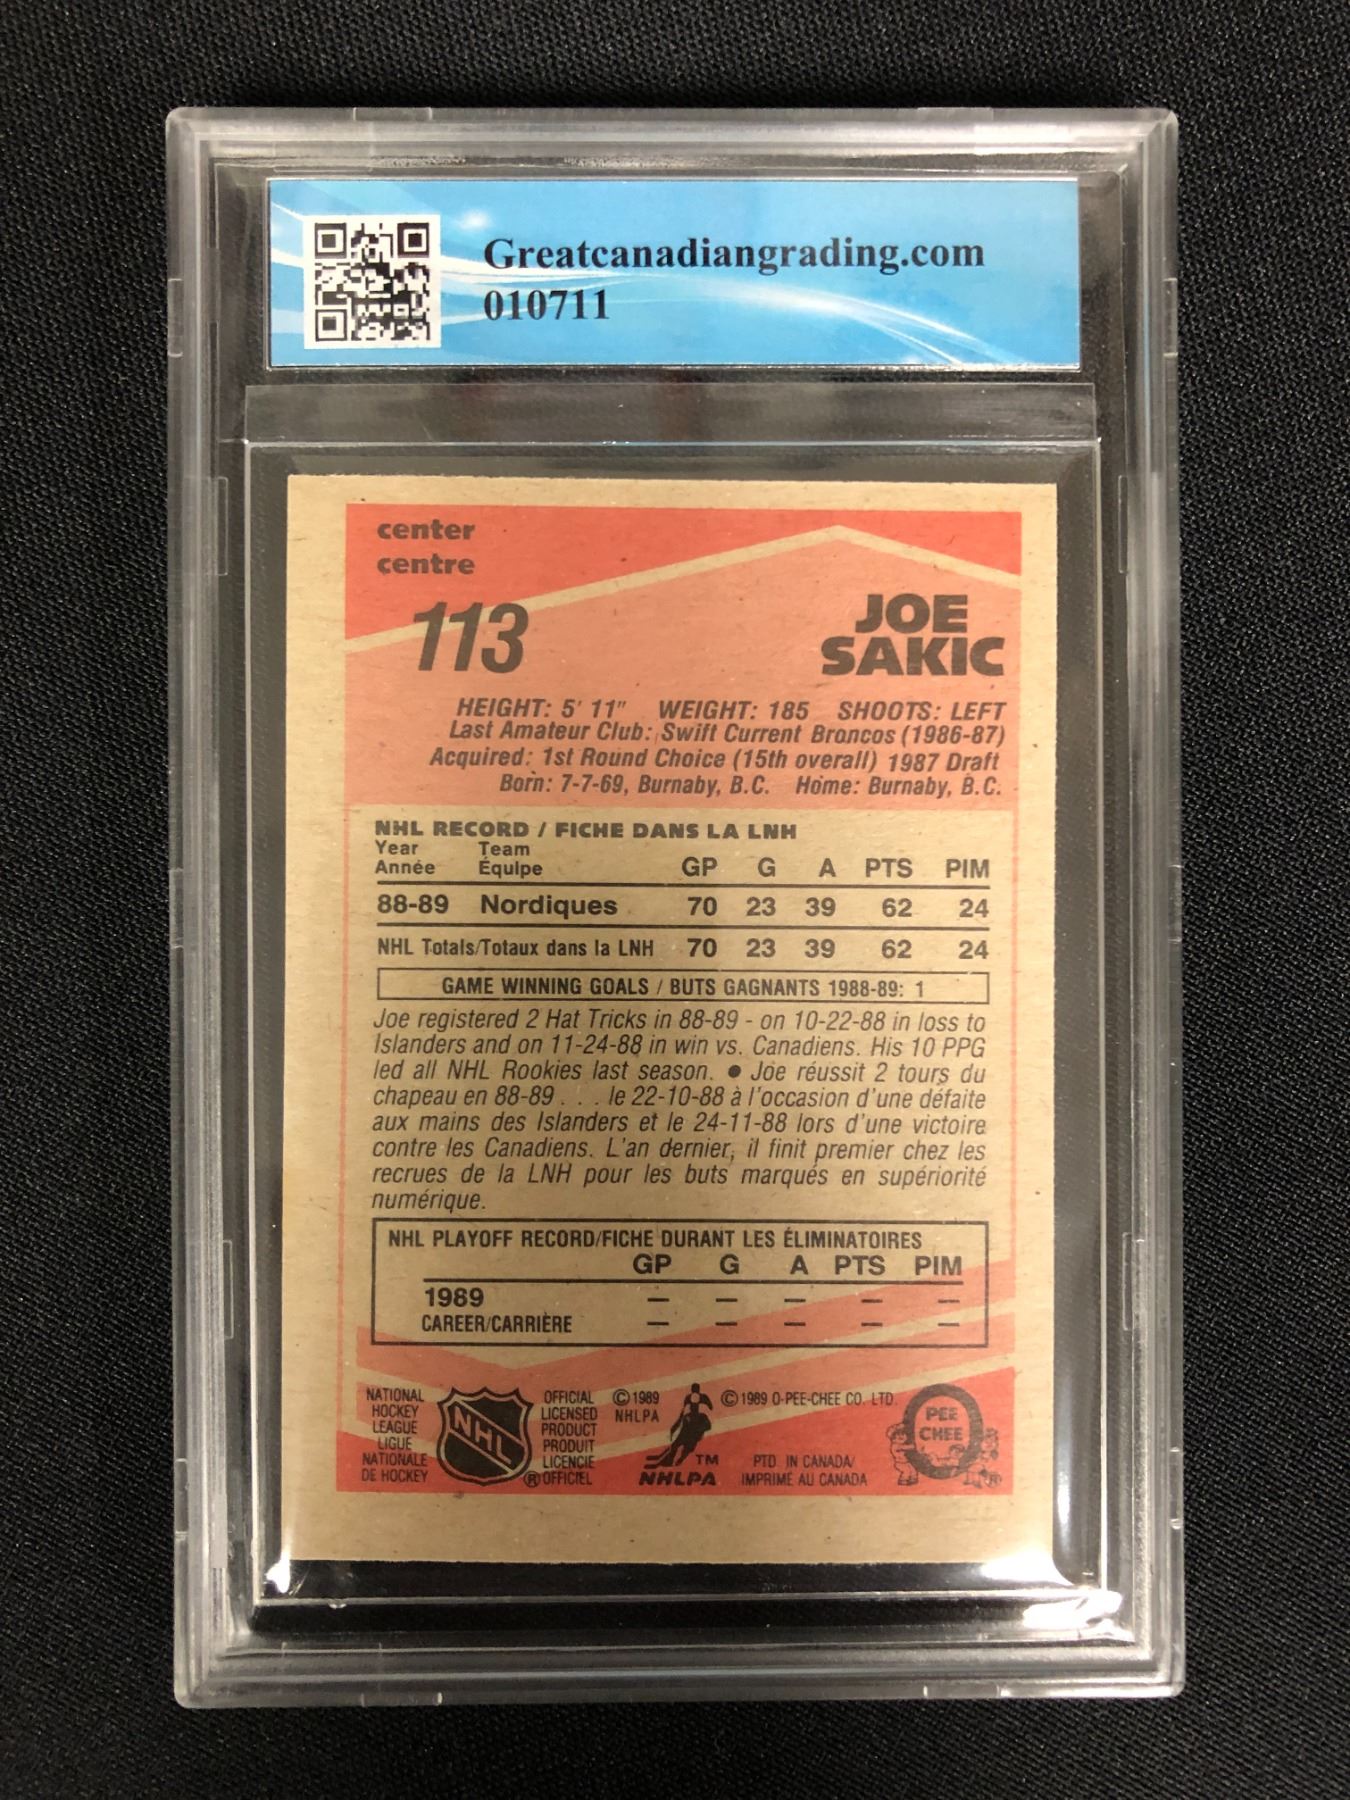 Greatcanadiangrading.com
010711
center
centre
113
JOE
SAKIC
HEIGHT: 5' 11" WEIGHT: 185 SHOOTS: LEFT
Last Amateur Club: Swift Current Broncos (1986-87)
Acquired: 1st Round Choice (15th overall) 1987 Draft
Born: 7-7-69, Burnaby, B.C. Home: Burnaby, B.C.
NHL RECORD / FICHE DANS LA LNH
Year Team
Année Équipe GP G A PTS PIM
88-89 Nordiques 70 23 39 62 24
NHL Totals/Totaux dans la LNH 70 23 39 62 24
GAME WINNING GOALS / BUTS GAGNANTS 1988-89: 1
Joe registered 2 Hat Tricks in 88-89 - on 10-22-88 in loss to
Islanders and on 11-24-88 in win vs. Canadiens. His 10 PPG
led all NHL Rookies last season. ● Joe réussit 2 tours du
chapeau en 88-89 . . . le 22-10-88 à l'occasion d'une défaite
aux mains des Islanders et le 24-11-88 lors d'une victoire
contre les Canadiens. L'an dernier, il finit premier chez les
recrues de la LNH pour les buts marqués en supériorité
numérique.
NHL PLAYOFF RECORD/FICHE DURANT LES ÉLIMINATOIRES
GP G A PTS PIM
1989 — — — — —
CAREER/CARRIÈRE — — — — —
NATIONAL
HOCKEY
LEAGUE
LIGUE
NATIONALE
DE HOCKEY
NHL
®
OFFICIAL
LICENSED
PRODUCT
PRODUIT
LICENCIE
OFFICIEL
© 1989
NHLPA
TM
NHLPA
© 1989 O-PEE-CHEE CO. LTD.
PTD. IN CANADA/
IMPRIMÉ AU CANADA
PEE
CHEE
®